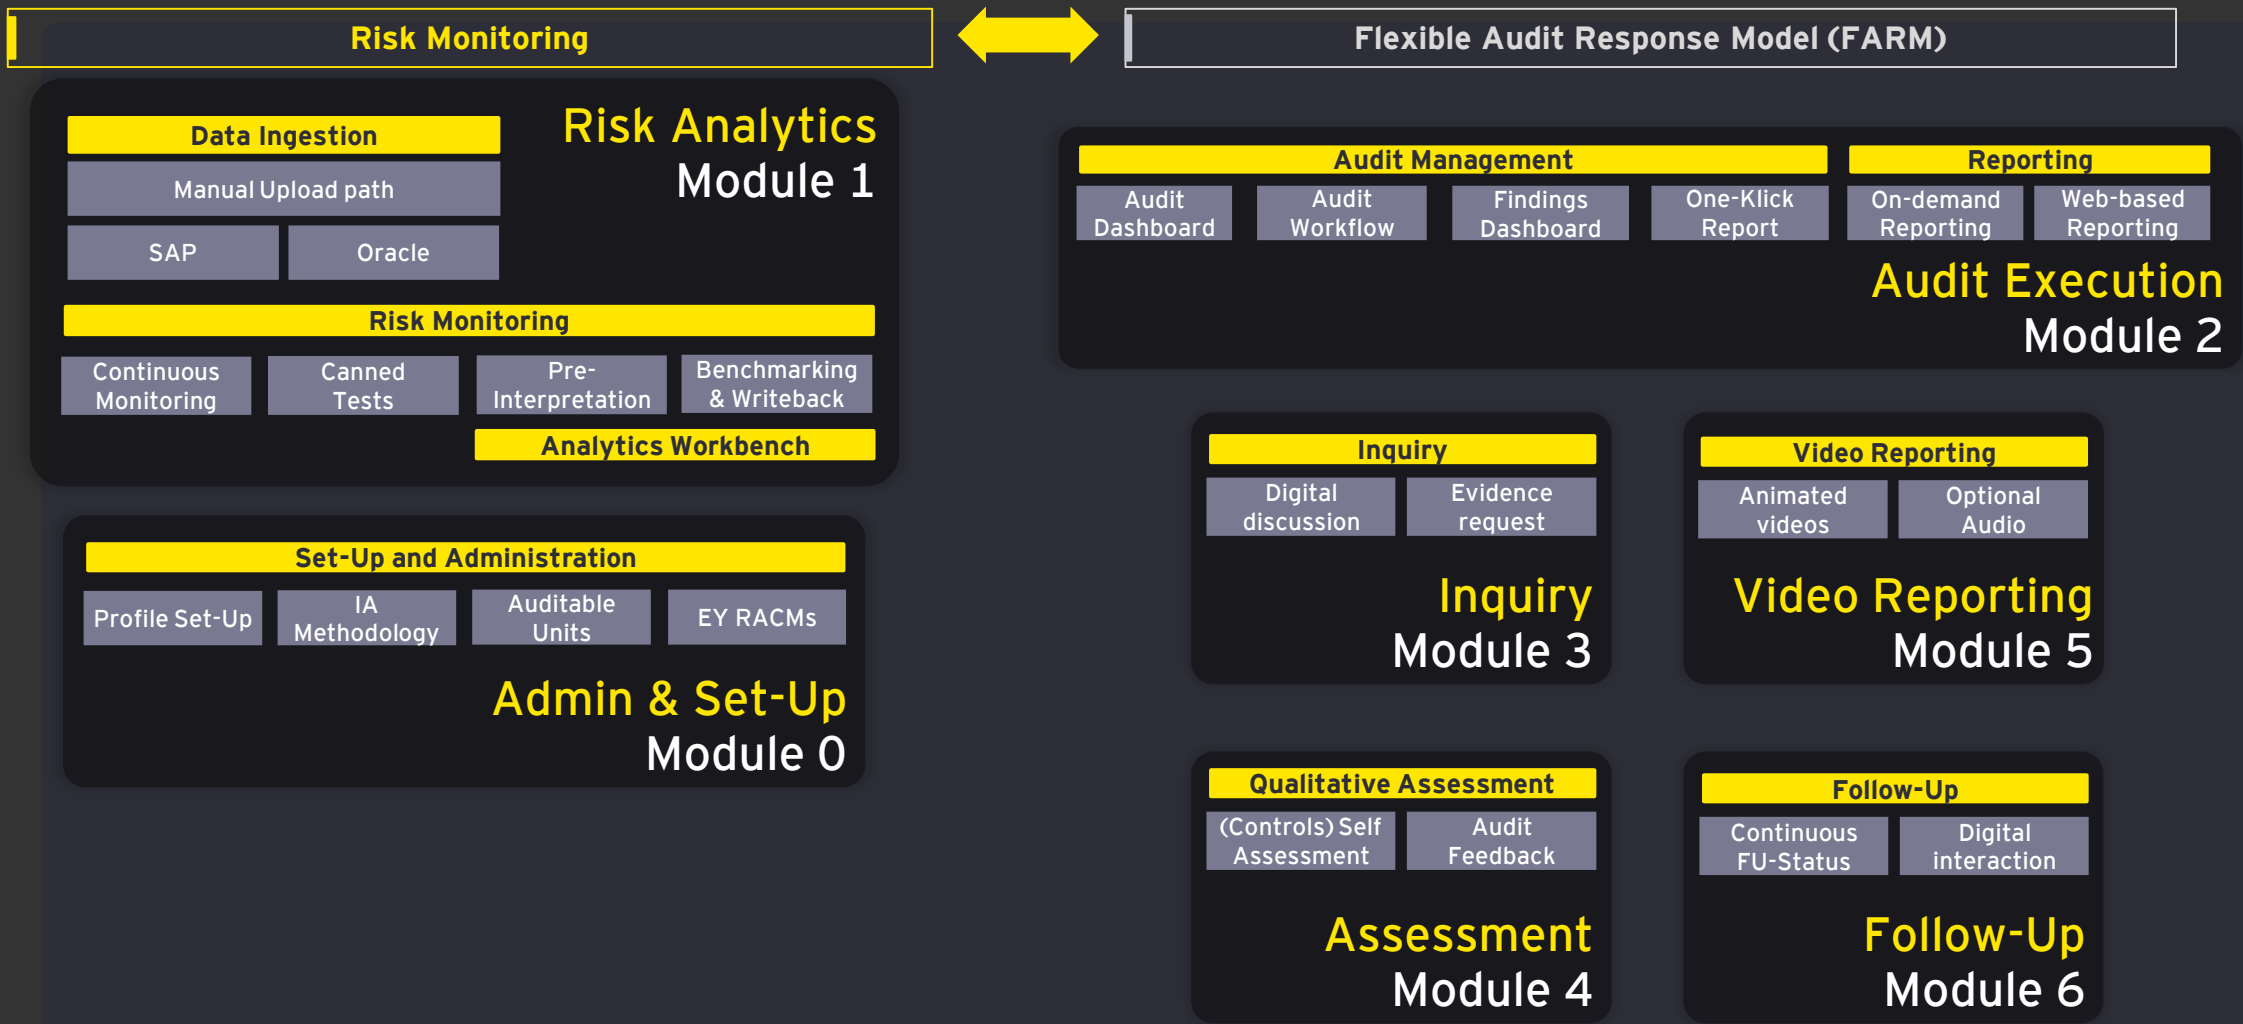 Risk Monitoring
Flexible Audit Response Model (FARM)
Risk Analytics
Module 1
Data Ingestion
Manual Upload path
SAP
Oracle
Risk Monitoring
Continuous
Monitoring
Canned
Tests
Pre-
Interpretation
Benchmarking
& Writeback
Analytics Workbench
Set-Up and Administration
Profile Set-Up
IA
Methodology
Auditable
Units
EY RACMs
Admin & Set-Up
Module 0
Audit Management
Audit
Dashboard
Audit
Workflow
Findings
Dashboard
One-Klick
Report
Reporting
On-demand
Reporting
Web-based
Reporting
Audit Execution
Module 2
Inquiry
Digital
discussion
Evidence
request
Inquiry
Module 3
Video Reporting
Animated
videos
Optional
Audio
Video Reporting
Module 5
Qualitative Assessment
(Controls) Self
Assessment
Audit
Feedback
Assessment
Module 4
Follow-Up
Continuous
FU-Status
Digital
interaction
Follow-Up
Module 6